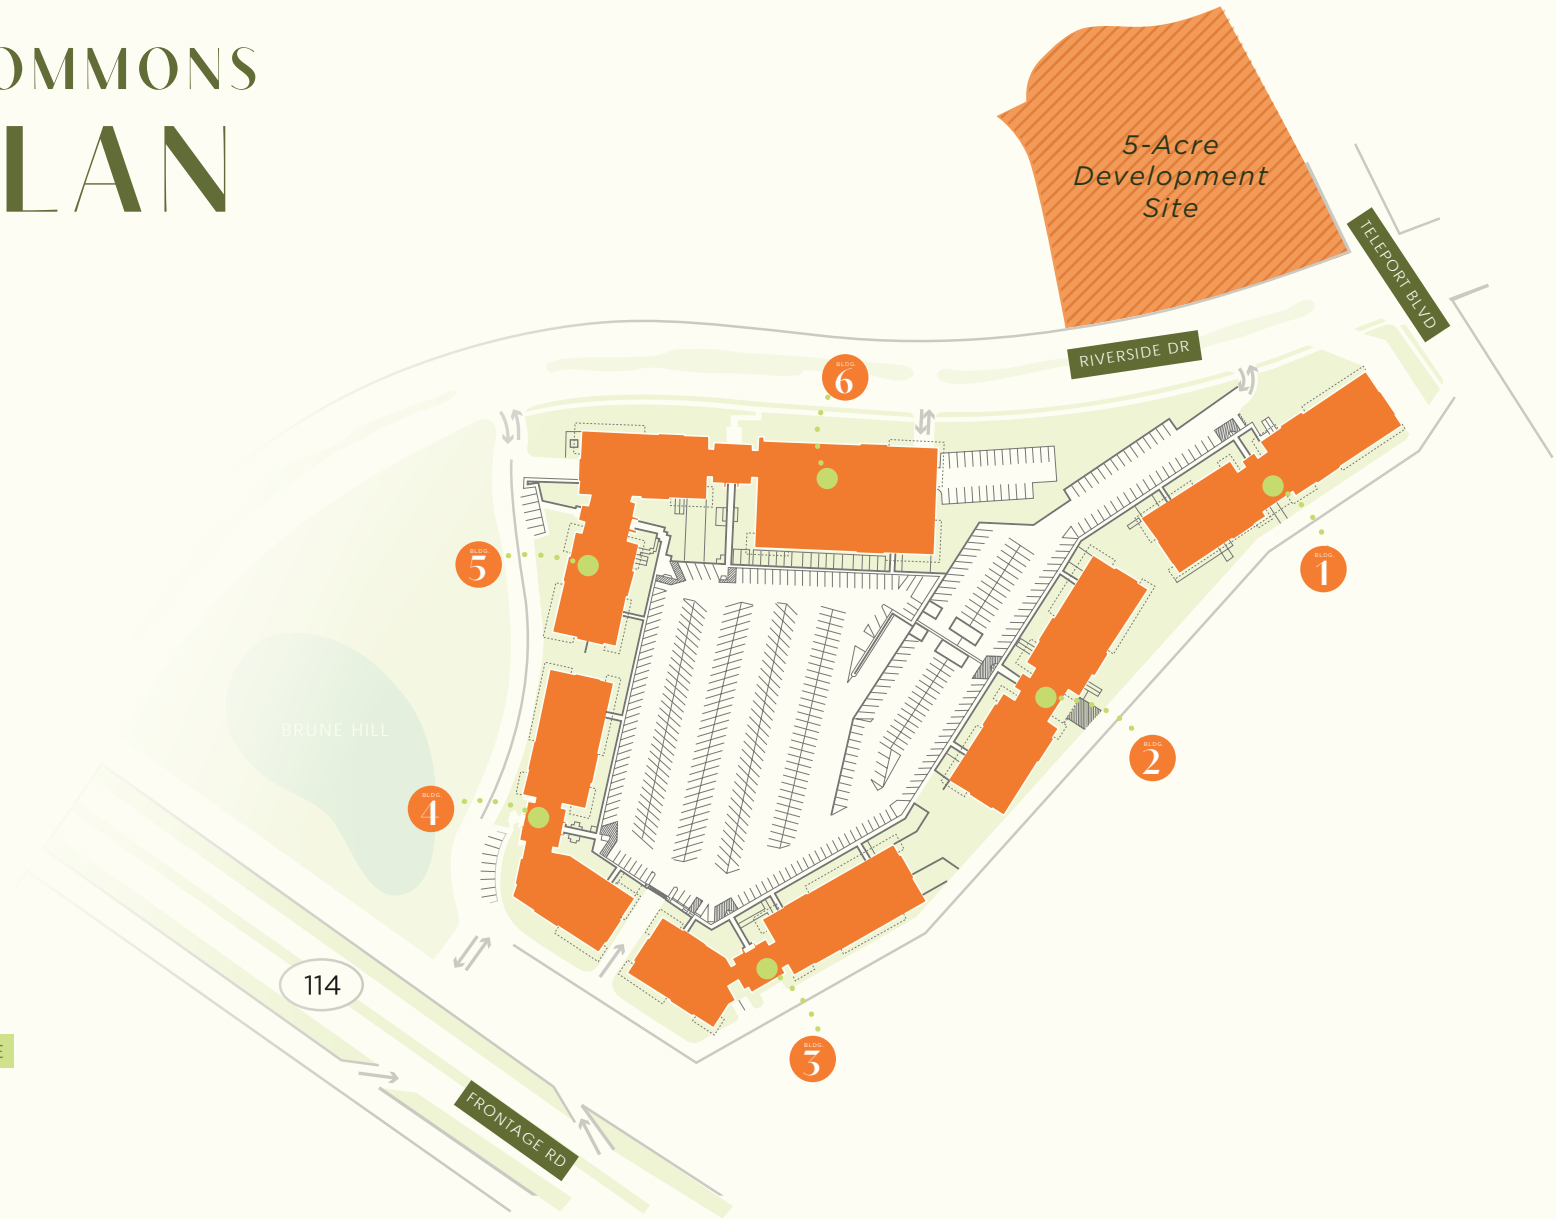 OMMONS
LAN
5-Acre
Development
Site
TELEPORT BLVD
RIVERSIDE DR
BLDG.
6
BLDG.
5
BLDG.
1
BRUNE HILL
BLDG.
2
BLDG.
4
114
BLDG.
3
E
FRONTAGE RD